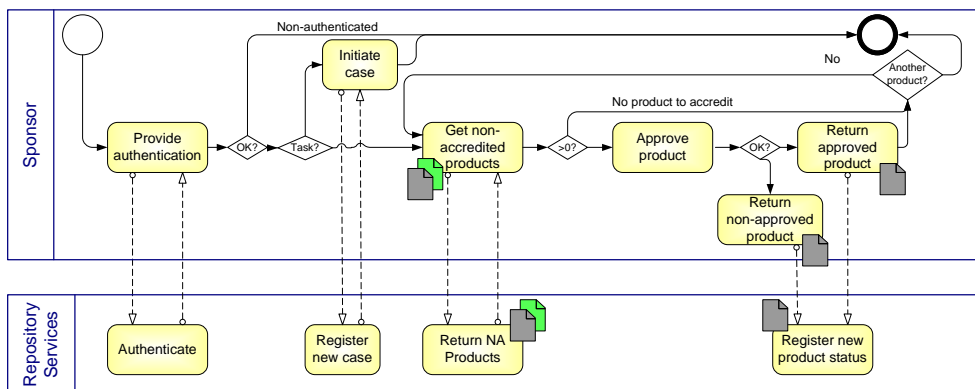 Sponsor
Non-authenticated
Initiate
case
No
Another
product?
No product to accredit
Provide
authentication
OK?
Task?
Get non-
accredited
products
>0?
Approve
product
OK?
Return
approved
product
Return
non-approved
product
Repository
Services
Authenticate
Register
new case
Return NA
Products
Register new
product status